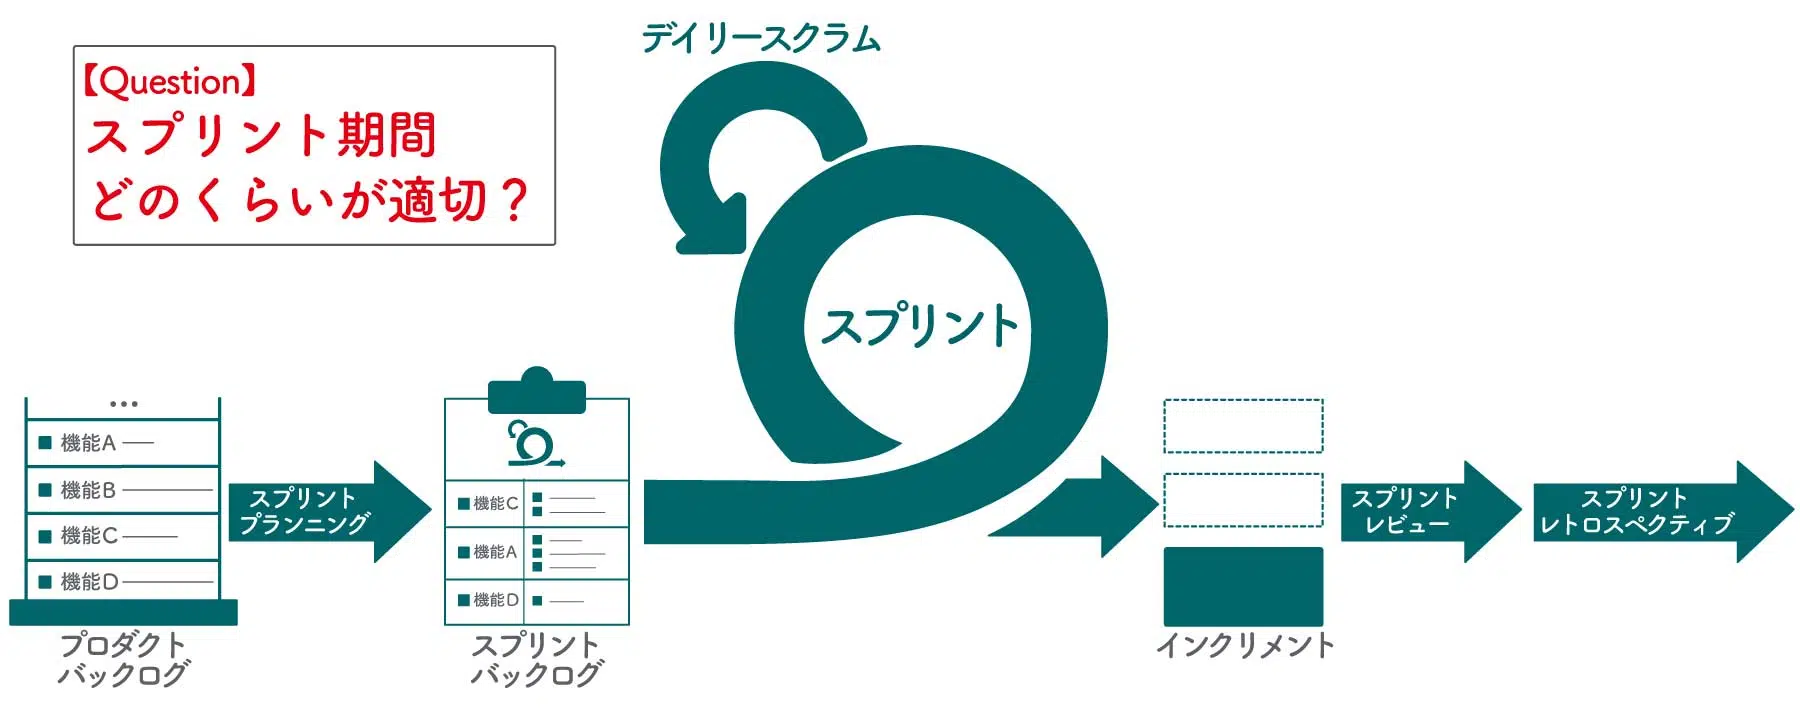 【Question】
スプリント期間
どのくらいが適切？
デイリースクラム
スプリント
...
機能A
機能B
機能C
機能D
プロダクト
バックログ
スプリント
プランニング
機能C
機能A
機能D
スプリント
バックログ
インクリメント
スプリント
レビュー
スプリント
レトロスペクティブ